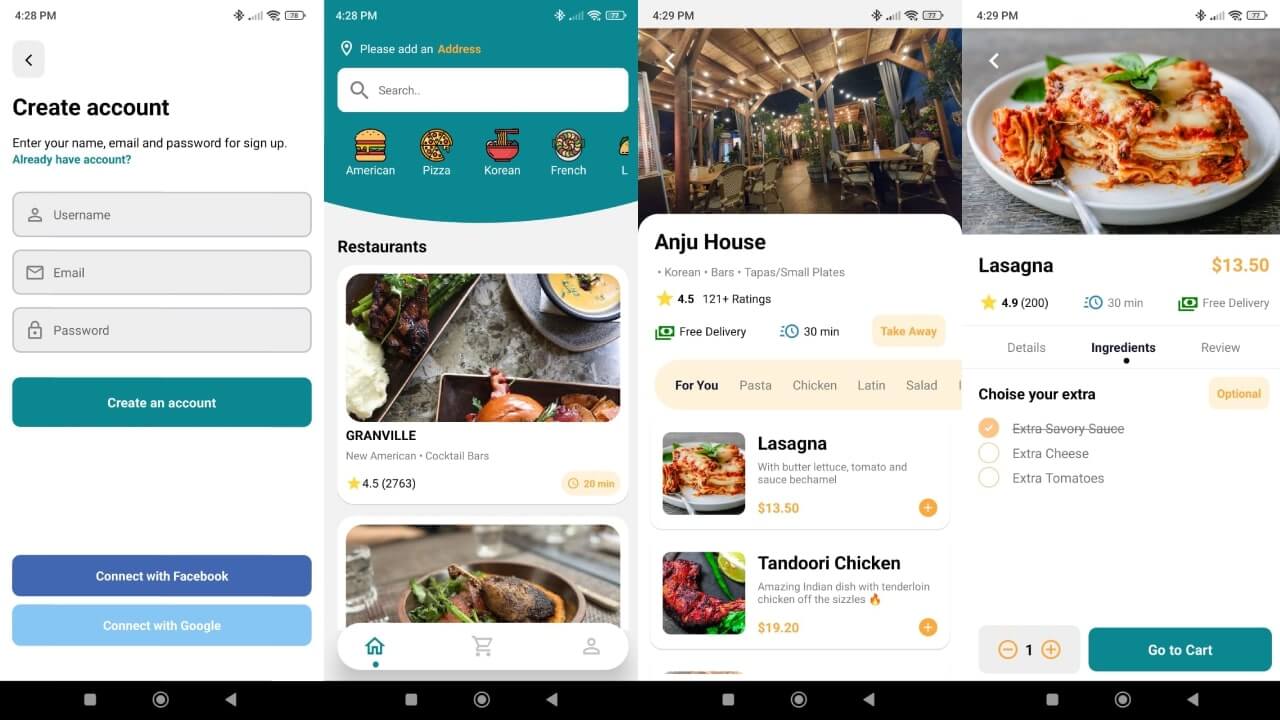 4:28 PM
78
Create account
Enter your name, email and password for sign up.
Already have account?
Username
Email
Password
Create an account
Connect with Facebook
Connect with Google
4:28 PM
77
Please add an Address
Search..
American Pizza Korean French L
Restaurants
GRANVILLE
New American • Cocktail Bars
4.5 (2763)
20 min
4:29 PM
77
Anju House
• Korean • Bars • Tapas/Small Plates
4.5 121+ Ratings
Free Delivery 30 min Take Away
For You Pasta Chicken Latin Salad
Lasagna
With butter lettuce, tomato and
sauce bechamel
$13.50
Tandoori Chicken
Amazing Indian dish with tenderloin
chicken off the sizzles 🔥
$19.20
4:29 PM
77
Lasagna $13.50
4.9 (200) 30 min Free Delivery
Details Ingredients Review
Choise your extra Optional
Extra Savory Sauce
Extra Cheese
Extra Tomatoes
1 Go to Cart